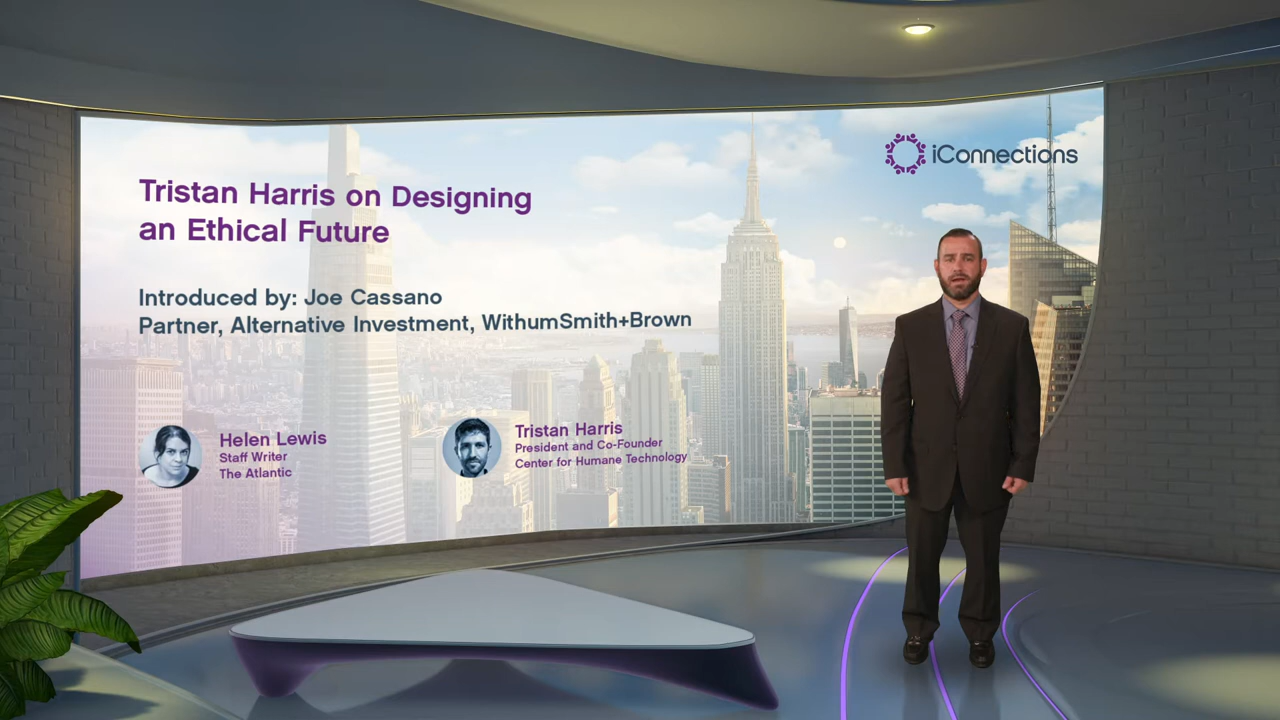 iConnections
Tristan Harris on Designing
an Ethical Future
Introduced by: Joe Cassano
Partner, Alternative Investment, WithumSmith+Brown
Helen Lewis
Staff Writer
The Atlantic
Tristan Harris
President and Co-Founder
Center for Humane Technology